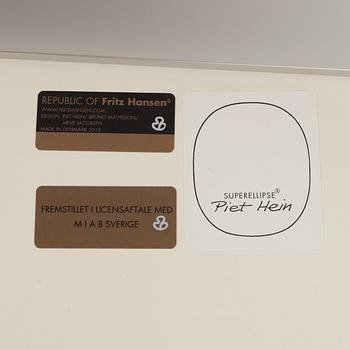 REPUBLIC OF Fritz Hansen®
WWW.FRITZHANSEN.COM
DESIGN: PIET HEIN/ BRUNO MATHSSON/
ARNE JACOBSEN
MADE IN DENMARK 2012
FREMSTILLET I LICENSAFTALE MED
M I A B SVERIGE
SUPERELLIPSE®
Piet Hein